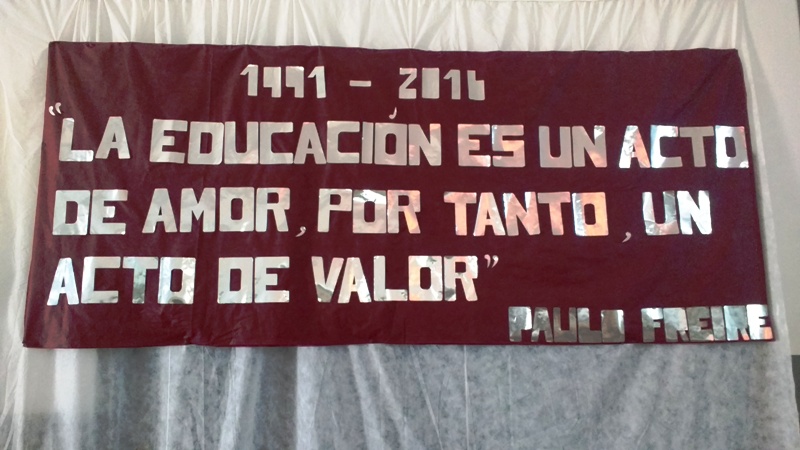 1991 - 2016
"LA EDUCACIÓN ES UN ACTO
DE AMOR, POR TANTO, UN
ACTO DE VALOR"
PAULO FREIRE